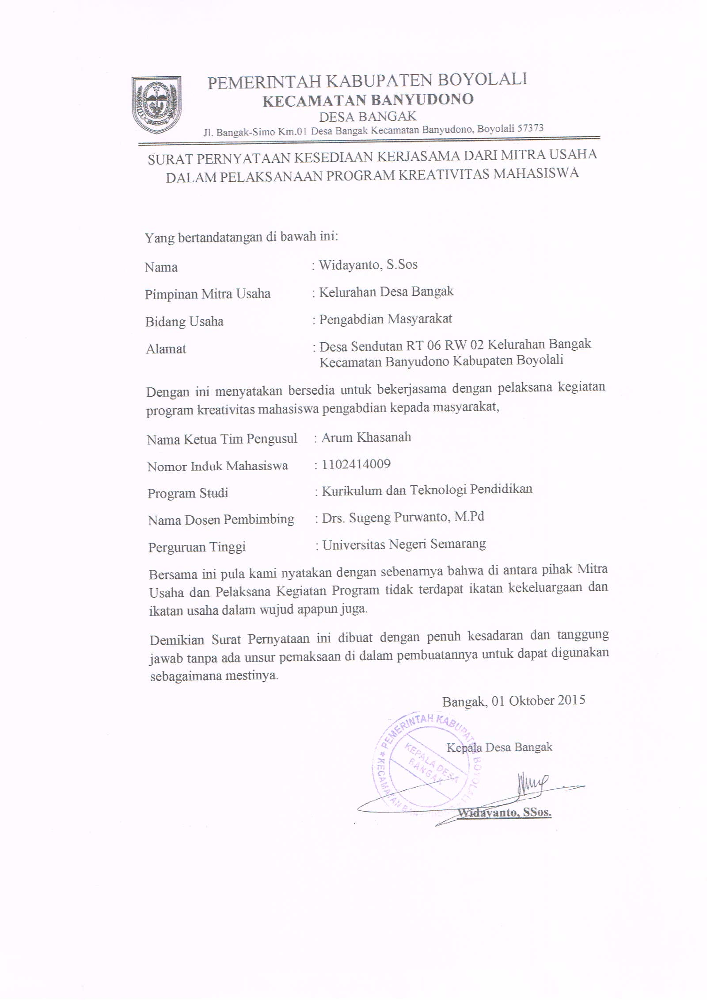 PEMERINTAH KABUPATEN BOYOLALI
KECAMATAN BANYUDONO
DESA BANGAK
Jl. Bangak-Simo Km.01 Desa Bangak Kecamatan Banyudono, Boyolali 57373
SURAT PERNYATAAN KESEDIAAN KERJASAMA DARI MITRA USAHA
DALAM PELAKSANAAN PROGRAM KREATIVITAS MAHASISWA
Yang bertandatangan di bawah ini:
Nama : Widayanto, S.Sos
Pimpinan Mitra Usaha : Kelurahan Desa Bangak
Bidang Usaha : Pengabdian Masyarakat
Alamat : Desa Sendutan RT 06 RW 02 Kelurahan Bangak
Kecamatan Banyudono Kabupaten Boyolali
Dengan ini menyatakan bersedia untuk bekerjasama dengan pelaksana kegiatan
program kreativitas mahasiswa pengabdian kepada masyarakat,
Nama Ketua Tim Pengusul : Arum Khasanah
Nomor Induk Mahasiswa : 1102414009
Program Studi : Kurikulum dan Teknologi Pendidikan
Nama Dosen Pembimbing : Drs. Sugeng Purwanto, M.Pd
Perguruan Tinggi : Universitas Negeri Semarang
Bersama ini pula kami nyatakan dengan sebenarnya bahwa di antara pihak Mitra
Usaha dan Pelaksana Kegiatan Program tidak terdapat ikatan kekeluargaan dan
ikatan usaha dalam wujud apapun juga.
Demikian Surat Pernyataan ini dibuat dengan penuh kesadaran dan tanggung
jawab tanpa ada unsur pemaksaan di dalam pembuatannya untuk dapat digunakan
sebagaimana mestinya.
Bangak, 01 Oktober 2015
Kepala Desa Bangak
PEMERINTAH KABUPATEN BOYOLALI
KECAMATAN
KEPALA DESA
BANGAK
Widayanto, SSos.